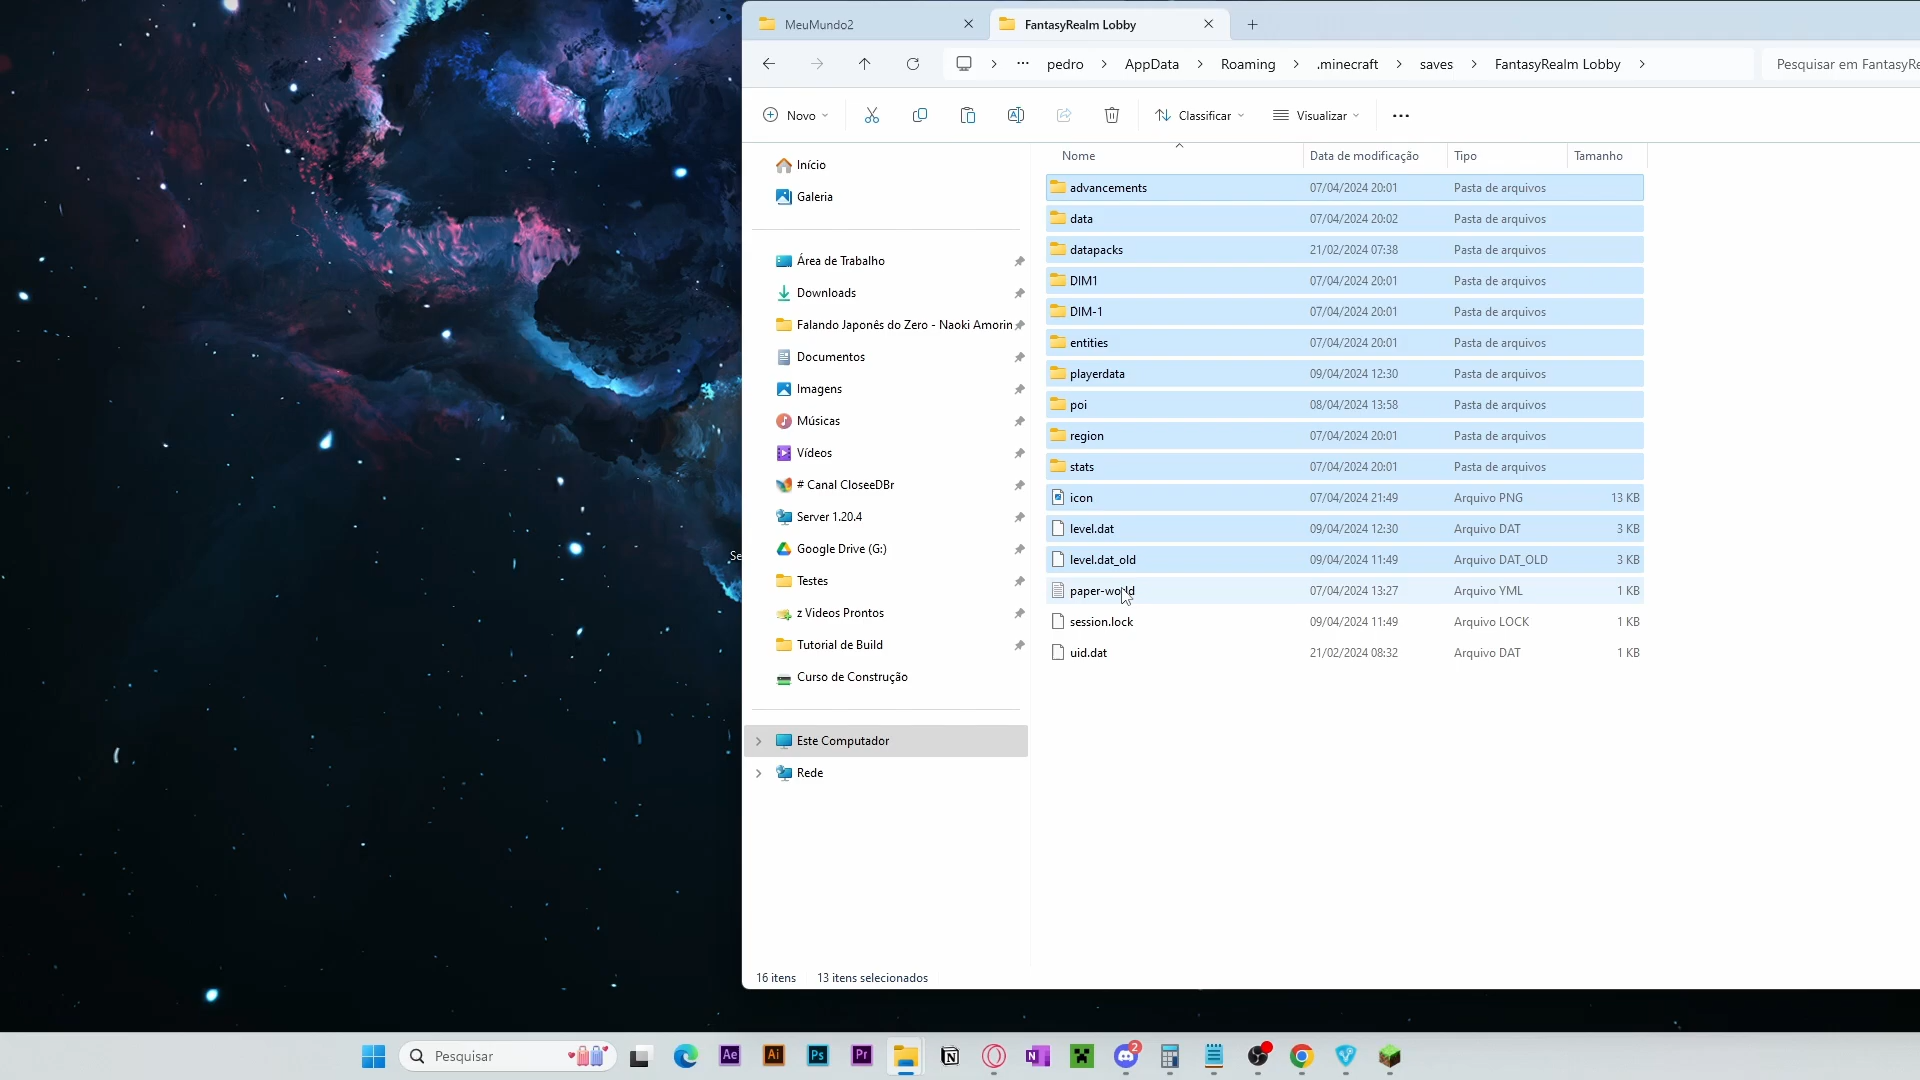 MeuMundo2
FantasyRealm Lobby
pedro
AppData
Roaming
.minecraft
saves
FantasyRealm Lobby
Pesquisar em FantasyRe
Novo
Classificar
Visualizar
Início
Galeria
Área de Trabalho
Downloads
Falando Japonês do Zero - Naoki Amorin
Documentos
Imagens
Músicas
Vídeos
# Canal CloseeDBr
Server 1.20.4
Google Drive (G:)
Testes
z Videos Prontos
Tutorial de Build
Curso de Construção
Este Computador
Rede
Se
Nome Data de modificação Tipo Tamanho
advancements 07/04/2024 20:01 Pasta de arquivos
data 07/04/2024 20:02 Pasta de arquivos
datapacks 21/02/2024 07:38 Pasta de arquivos
DIM1 07/04/2024 20:01 Pasta de arquivos
DIM-1 07/04/2024 20:01 Pasta de arquivos
entities 07/04/2024 20:01 Pasta de arquivos
playerdata 09/04/2024 12:30 Pasta de arquivos
poi 08/04/2024 13:58 Pasta de arquivos
region 07/04/2024 20:01 Pasta de arquivos
stats 07/04/2024 20:01 Pasta de arquivos
icon 07/04/2024 21:49 Arquivo PNG 13 KB
level.dat 09/04/2024 12:30 Arquivo DAT 3 KB
level.dat_old 09/04/2024 11:49 Arquivo DAT_OLD 3 KB
paper-world 07/04/2024 13:27 Arquivo YML 1 KB
session.lock 09/04/2024 11:49 Arquivo LOCK 1 KB
uid.dat 21/02/2024 08:32 Arquivo DAT 1 KB
16 itens 13 itens selecionados
Pesquisar
Ae
Ai
Ps
Pr
N
N
2